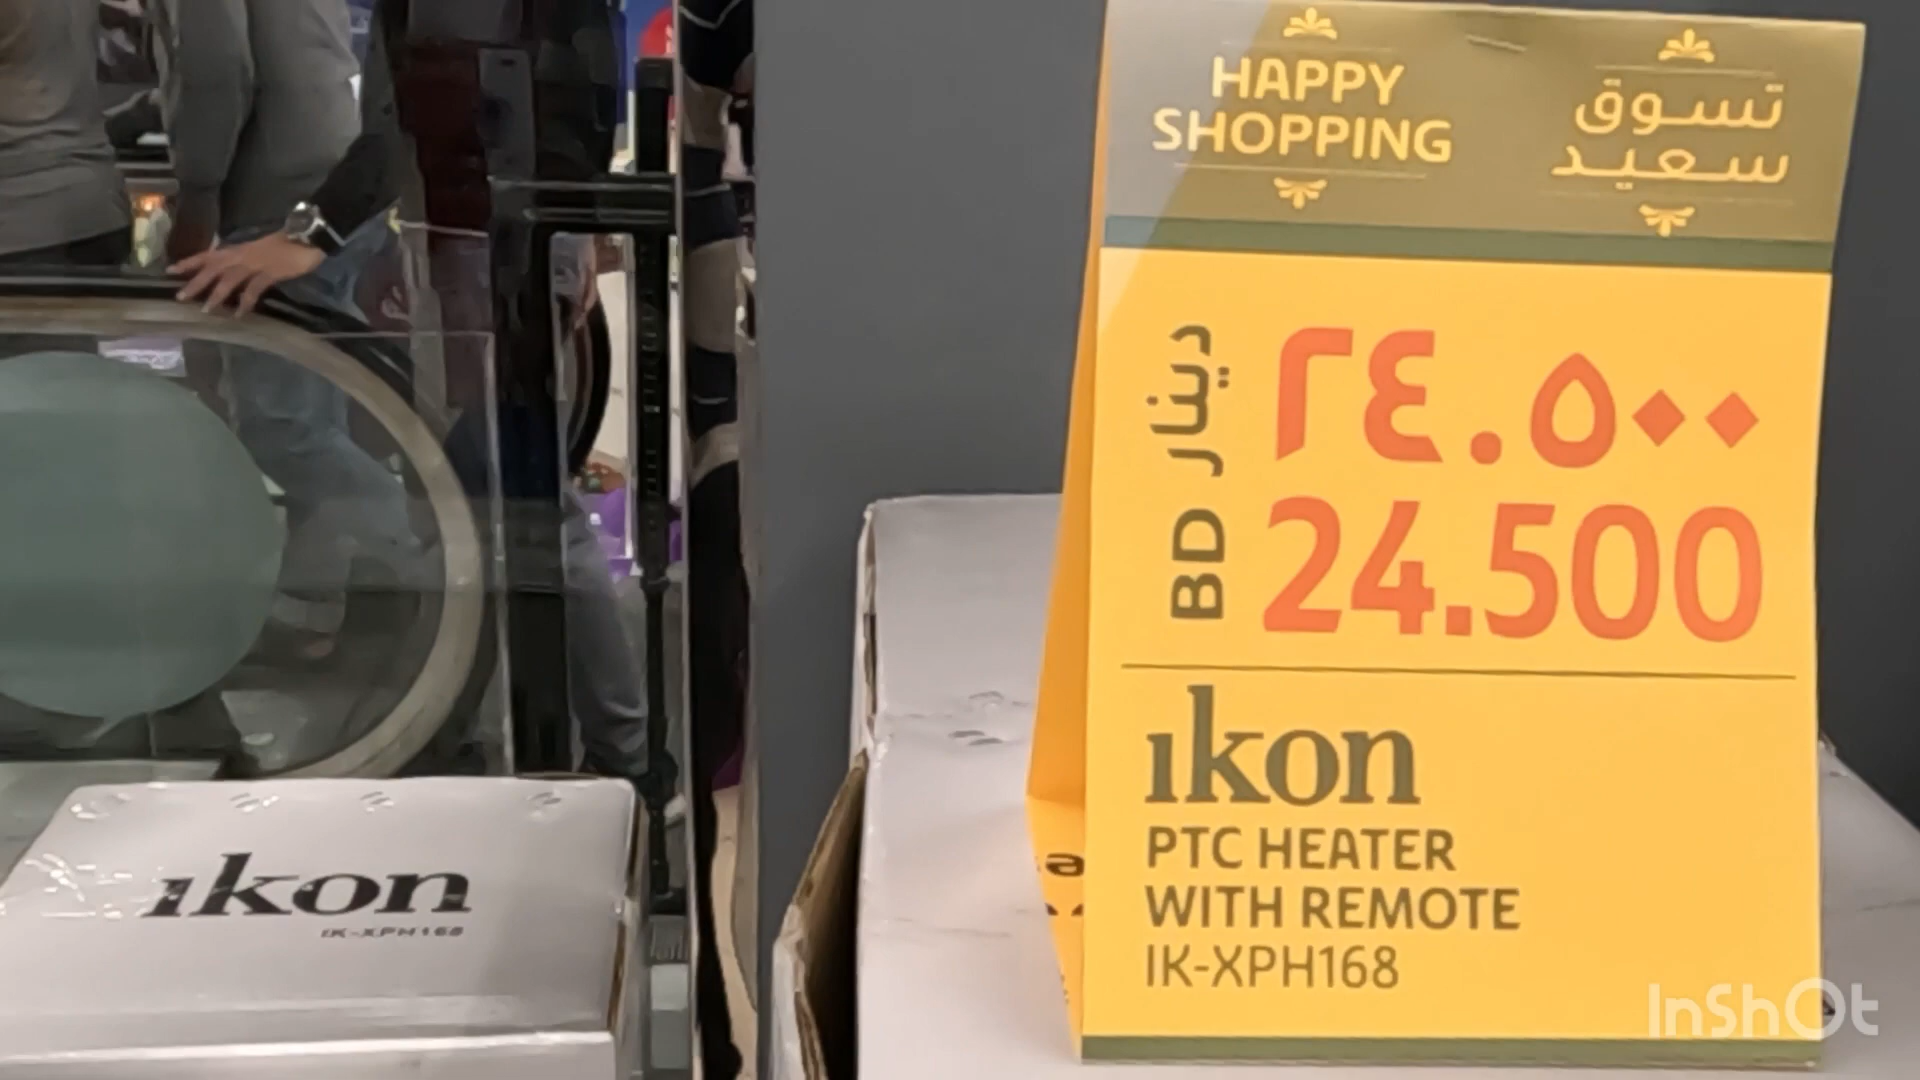 HAPPY
SHOPPING
تسوق
سعيد
دينار
٢٤.٥٠٠
BD
24.500
ikon
PTC HEATER
WITH REMOTE
IK-XPH168
ikon
IK-XPH168
InShOt